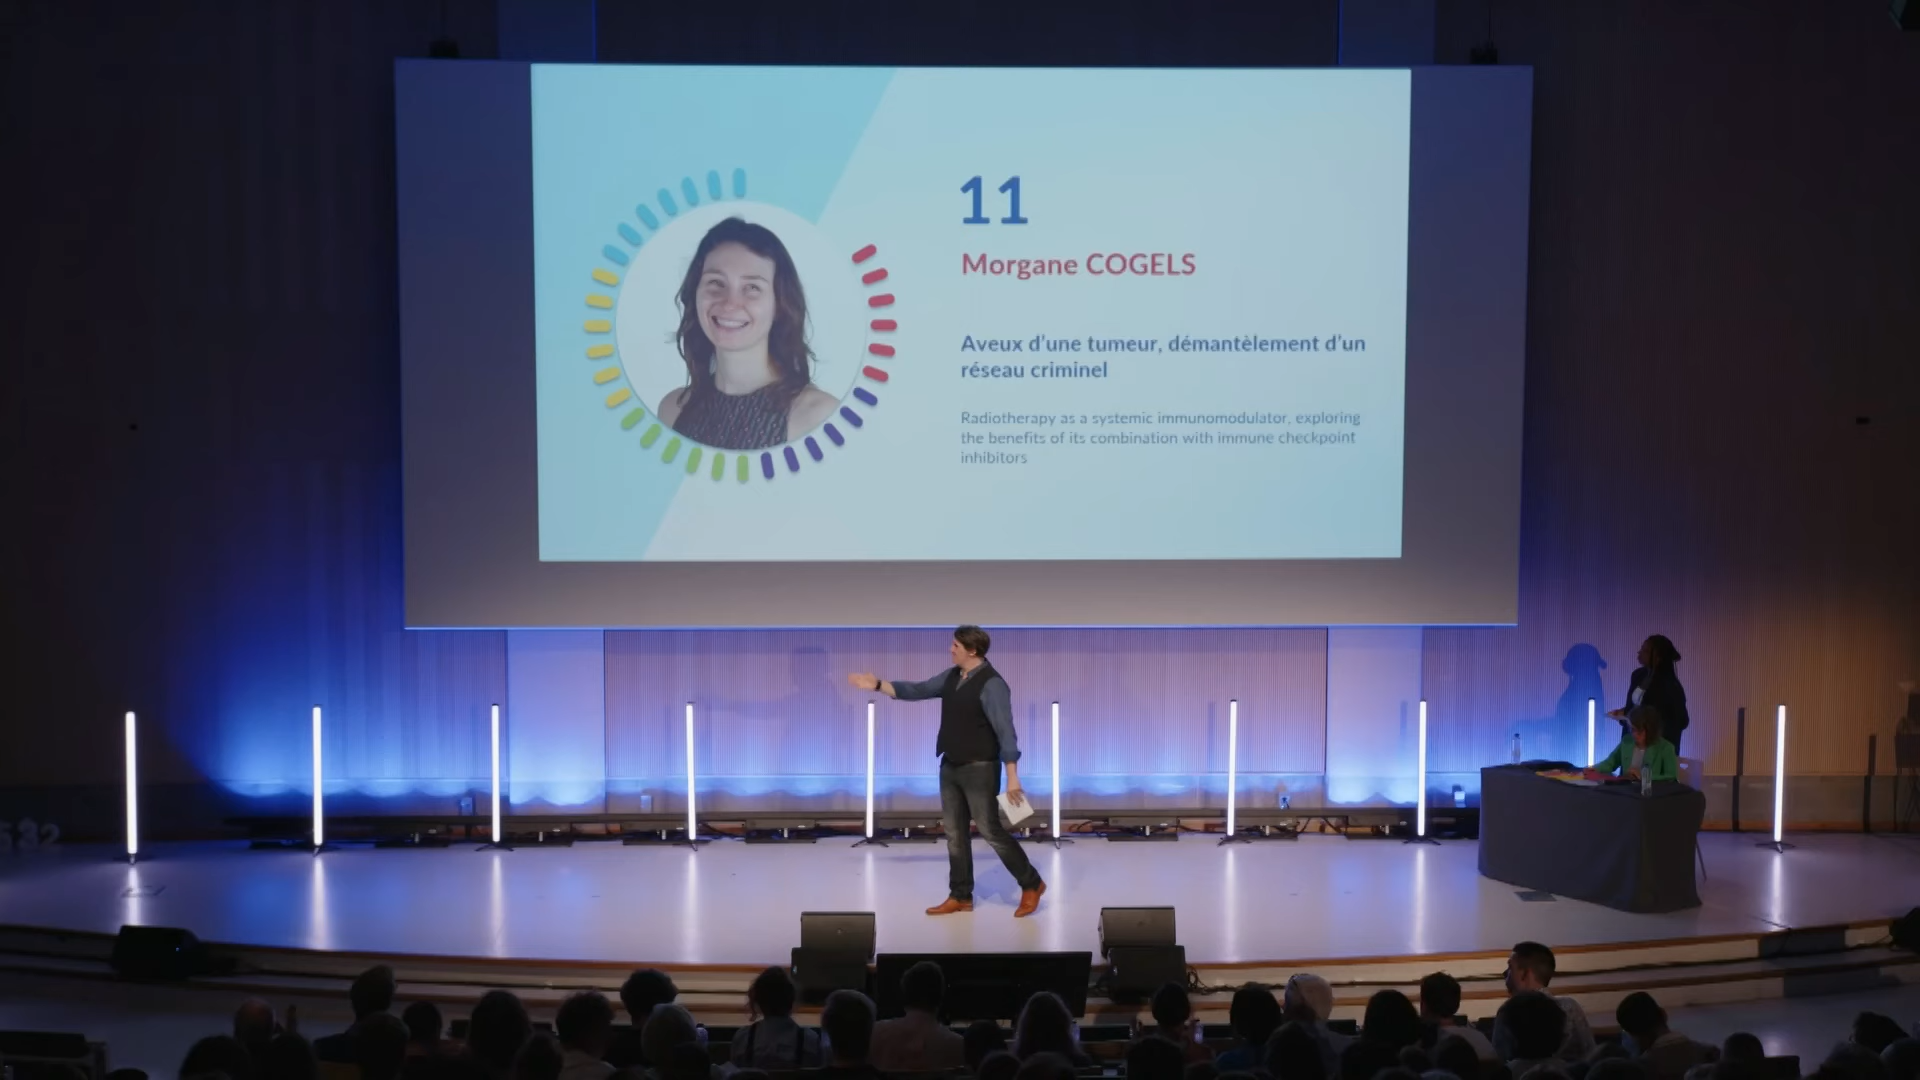 11
Morgane COGELS
Aveux d'une tumeur, démantèlement d'un
réseau criminel
Radiotherapy as a systemic immunomodulator, exploring
the benefits of its combination with immune checkpoint
inhibitors